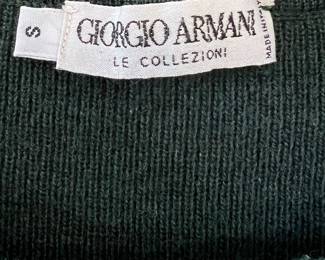 S
GIORGIO ARMANI
LE COLLEZIONI
MADE IN ITALY